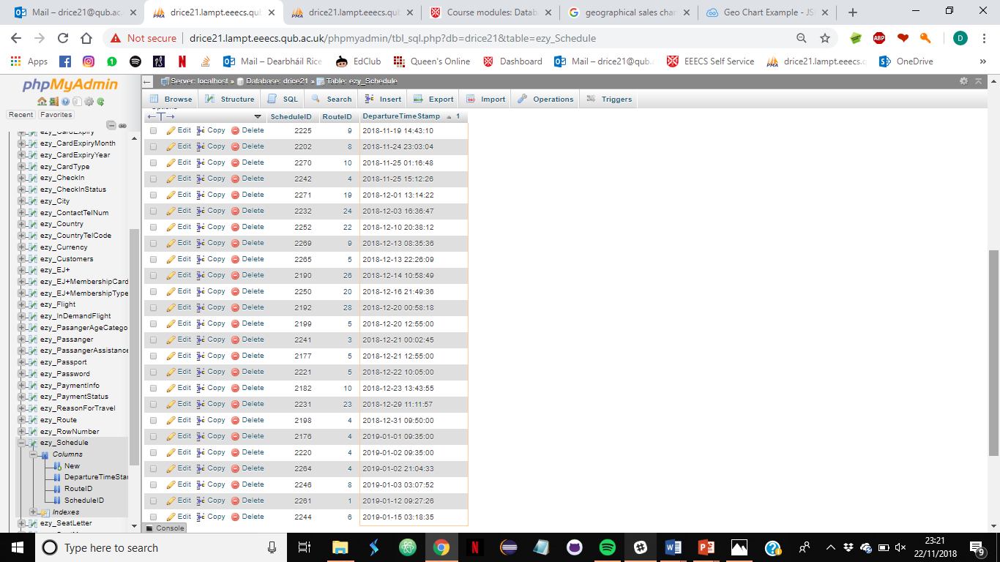 Mail – drice21@qub.ac. drice21.lampt.eeecs.qu drice21.lampt.eeecs.qu Course modules: Datab geographical sales cha Geo Chart Example - JS
Not secure drice21.lampt.eeecs.qub.ac.uk/phpmyadmin/tbl_sql.php?db=drice21&table=ezy_Schedule D
Apps Mail – Dearbháil Rice EdClub Queen's Online Dashboard Mail – drice21@qub. EEECS Self Service drice21.lampt.eeecs.q OneDrive »
phpMyAdmin
Recent Favorites
Server: localhost » Database: drice21 » Table: ezy_Schedule
Browse Structure SQL Search Insert Export Import Operations Triggers
ezy_CardExpiry
ezy_CardExpiryMonth
ezy_CardExpiryYear
ezy_CardType
ezy_CheckIn
ezy_CheckInStatus
ezy_City
ezy_ContactTelNum
ezy_Country
ezy_CountryTelCode
ezy_Currency
ezy_Customers
ezy_EJ+
ezy_EJ+MembershipCard
ezy_EJ+MembershipType
ezy_Flight
ezy_InDemandFlight
ezy_PasangerAgeCatego
ezy_Passanger
ezy_PassangerAssistance
ezy_Passport
ezy_Password
ezy_PaymentInfo
ezy_PaymentStatus
ezy_ReasonForTravel
ezy_Route
ezy_RowNumber
ezy_Schedule
Columns
New
DepartureTimeStar
RouteID
ScheduleID
Indexes
ezy_SeatLetter
Options
ScheduleID RouteID DepartureTimeStamp 1
Edit Copy Delete 2225 9 2018-11-19 14:43:10
Edit Copy Delete 2202 8 2018-11-24 23:03:04
Edit Copy Delete 2270 10 2018-11-25 01:16:48
Edit Copy Delete 2242 4 2018-11-25 15:12:26
Edit Copy Delete 2271 19 2018-12-01 13:14:22
Edit Copy Delete 2232 24 2018-12-03 16:36:47
Edit Copy Delete 2252 22 2018-12-10 20:38:12
Edit Copy Delete 2269 9 2018-12-13 08:35:36
Edit Copy Delete 2265 5 2018-12-13 22:26:09
Edit Copy Delete 2190 26 2018-12-14 10:58:49
Edit Copy Delete 2250 20 2018-12-16 21:49:36
Edit Copy Delete 2192 28 2018-12-20 00:58:18
Edit Copy Delete 2199 5 2018-12-20 12:55:00
Edit Copy Delete 2241 3 2018-12-21 00:02:45
Edit Copy Delete 2177 5 2018-12-21 12:55:00
Edit Copy Delete 2221 5 2018-12-22 10:05:00
Edit Copy Delete 2182 10 2018-12-23 13:43:55
Edit Copy Delete 2231 23 2018-12-29 11:11:57
Edit Copy Delete 2198 4 2018-12-31 09:50:00
Edit Copy Delete 2176 4 2019-01-01 09:35:00
Edit Copy Delete 2220 4 2019-01-02 09:35:00
Edit Copy Delete 2264 4 2019-01-02 21:04:33
Edit Copy Delete 2246 8 2019-01-03 03:07:52
Edit Copy Delete 2261 1 2019-01-12 09:27:26
Edit Copy Delete 2244 6 2019-01-15 03:18:35
Console
Type here to search
23:21
22/11/2018
9